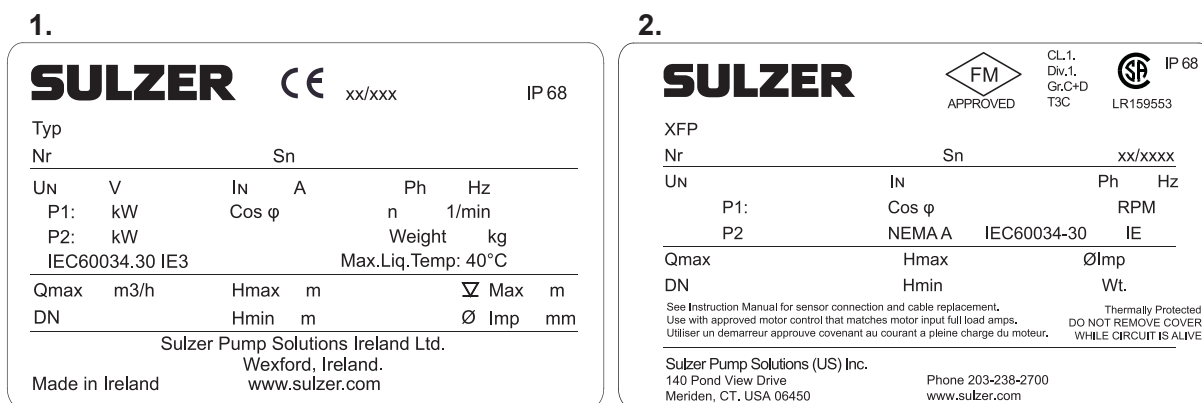 1.
SULZER CE xx/xxx IP 68
Typ
Nr Sn
UN V IN A Ph Hz
P1: kW Cos φ n 1/min
P2: kW Weight kg
IEC60034.30 IE3 Max.Liq.Temp: 40°C
Qmax m3/h Hmax m Max m
DN Hmin m Ø Imp mm
Sulzer Pump Solutions Ireland Ltd.
Wexford, Ireland.
Made in Ireland www.sulzer.com
2.
SULZER
FM
APPROVED
CL.1.
Div.1.
Gr.C+D
T3C
SA
LR159553
IP 68
XFP
Nr Sn xx/xxxx
UN IN Ph Hz
P1: Cos φ RPM
P2 NEMA A IEC60034-30 IE
Qmax Hmax ØImp
DN Hmin Wt.
See Instruction Manual for sensor connection and cable replacement.
Use with approved motor control that matches motor input full load amps.
Utiliser un demarreur approuve covenant au courant a pleine charge du moteur.
Thermally Protected
DO NOT REMOVE COVER
WHILE CIRCUIT IS ALIVE
Sulzer Pump Solutions (US) Inc.
140 Pond View Drive Phone 203-238-2700
Meriden, CT. USA 06450 www.sulzer.com